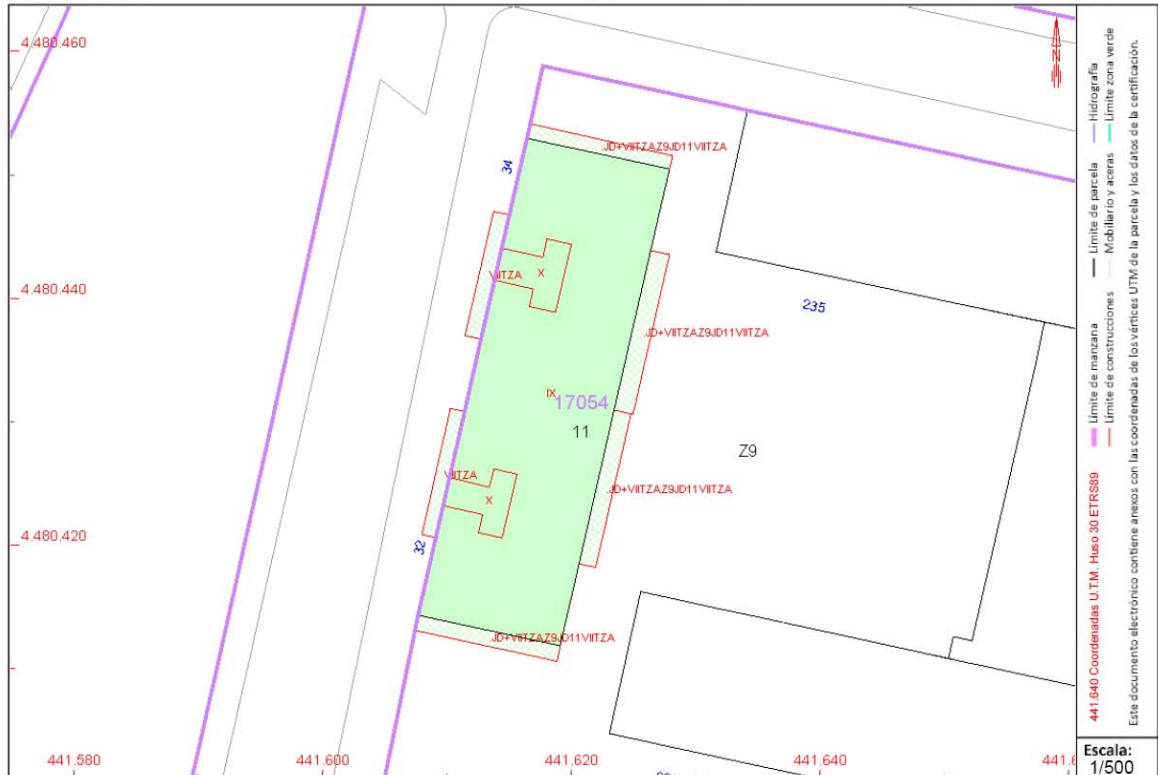 4.480.460
JD+VIITZAZ9JD11VIITZA
34
VIITZA
X
4.480.440
235
JD+VIITZAZ9JD11VIITZA
IX
17054
11
Z9
VIITZA
X
JD+VIITZAZ9JD11VIITZA
4.480.420
32
JD+VIITZAZ9JD11VIITZA
441.580
441.600
441.620
441.640
441.6
441.640 Coordenadas U.T.M. Huso 30 ETRS89
Límite de manzana
Límite de parcela
Hidrografía
Límite de construcciones
Mobiliario y aceras
Límite zona verde
Este documento electrónico contiene anexos con las coordenadas de los vértices UTM de la parcela y los datos de la certificación.
Escala:
1/500